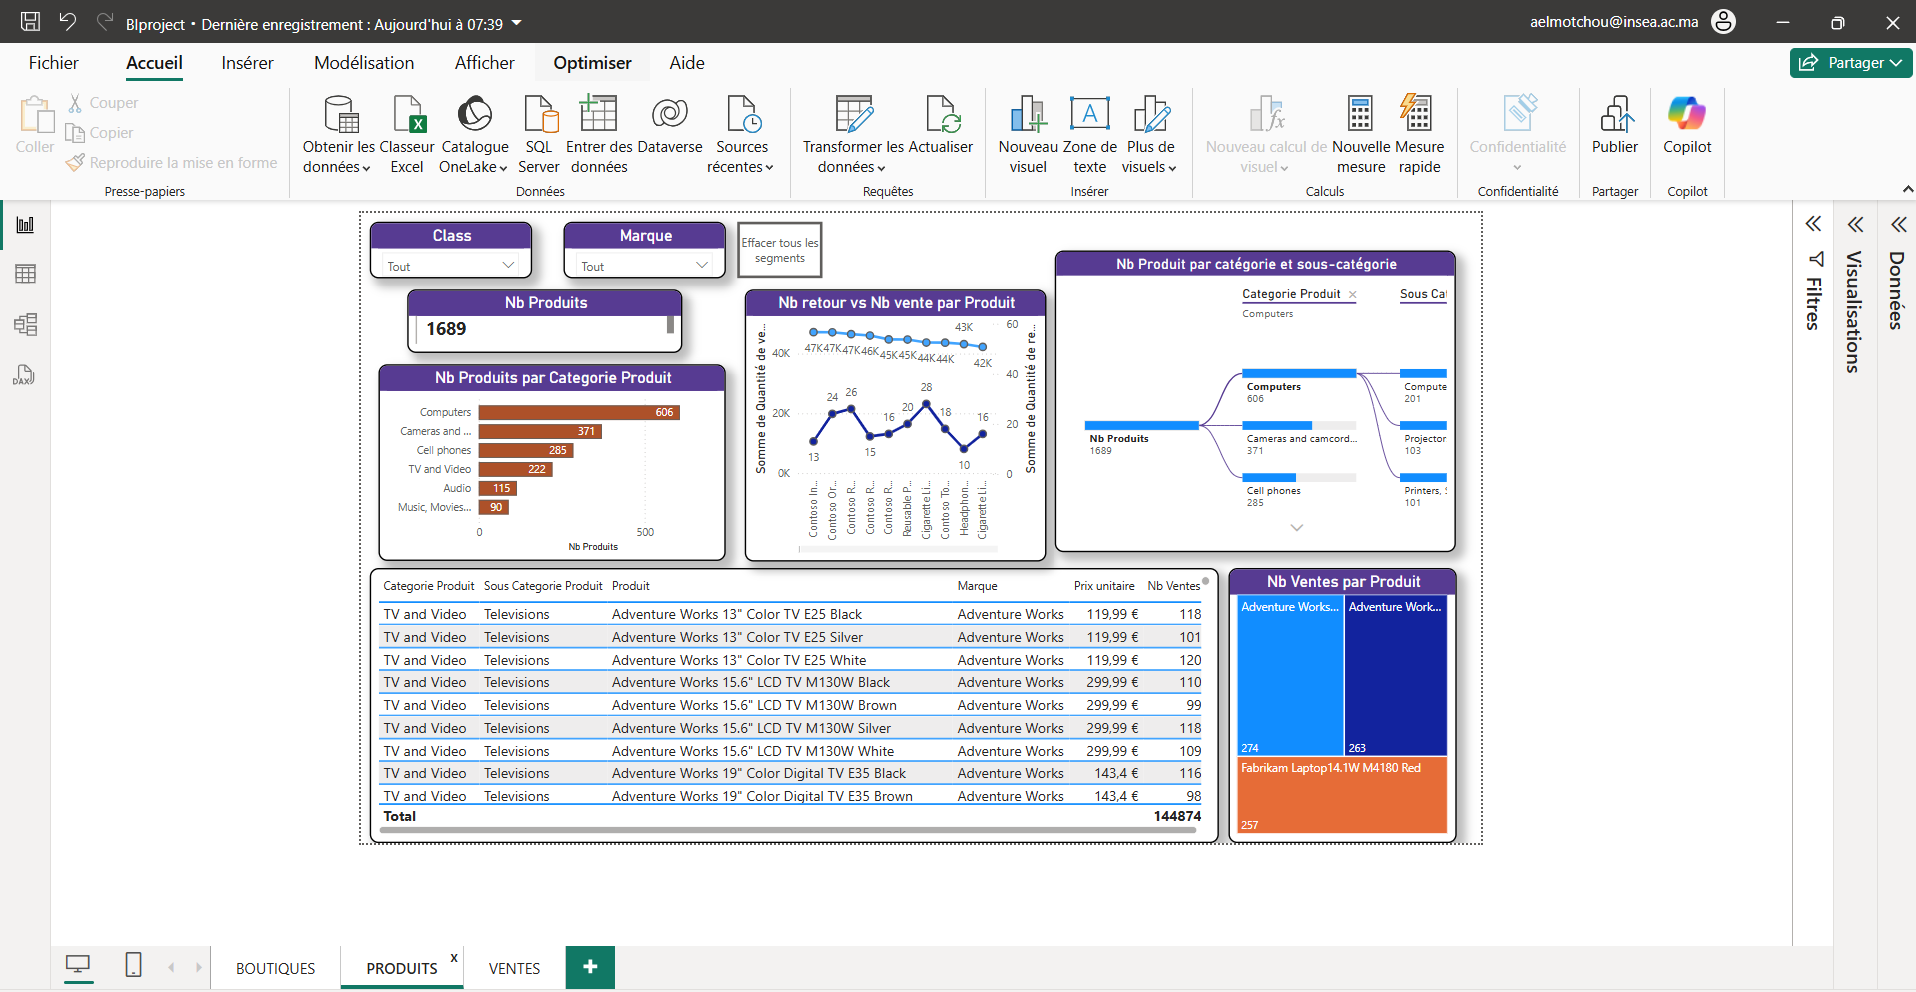 BIproject • Dernière enregistrement : Aujourd'hui à 07:39
aelmotchou@insea.ac.ma
Fichier
Accueil
Insérer
Modélisation
Afficher
Optimiser
Aide
Partager
Coller
Couper
Copier
Reproduire la mise en forme
Presse-papiers
Obtenir les données
Classeur Excel
Catalogue OneLake
SQL Server
Entrer des données
Dataverse
Sources récentes
Données
Transformer les données
Actualiser
Requêtes
Nouveau visuel
Zone de texte
Plus de visuels
Insérer
Nouveau calcul de visuel
Nouvelle mesure
Mesure rapide
Calculs
Confidentialité
Confidentialité
Publier
Partager
Copilot
Copilot
DAX
Class
Tout
Marque
Tout
Effacer tous les
segments
Nb Produits
1689
Nb Produits par Categorie Produit
Computers 606
Cameras and ... 371
Cell phones 285
TV and Video 222
Audio 115
Music, Movies... 90
0 500
Nb Produits
Nb retour vs Nb vente par Produit
Somme de Quantité de ve...
40K
20K
0K
47K 47K 47K 46K 45K 45K 44K 44K 43K 42K
13 24 26 15 16 20 28 18 10 16
60
40
20
0
Somme de Quantité de re...
Contoso In...
Contoso Or...
Contoso R...
Contoso R...
Contoso R...
Reusable P...
Cigarette Li...
Contoso To...
Headphon...
Cigarette Li...
Nb Produit par catégorie et sous-catégorie
Categorie Produit
Computers
Sous Cat
Nb Produits
1689
Computers
606
Cameras and camcord...
371
Cell phones
285
Compute
201
Projector
103
Printers, S
101
Categorie Produit Sous Categorie Produit Produit Marque Prix unitaire Nb Ventes
TV and Video Televisions Adventure Works 13" Color TV E25 Black Adventure Works 119,99 € 118
TV and Video Televisions Adventure Works 13" Color TV E25 Silver Adventure Works 119,99 € 101
TV and Video Televisions Adventure Works 13" Color TV E25 White Adventure Works 119,99 € 120
TV and Video Televisions Adventure Works 15.6" LCD TV M130W Black Adventure Works 299,99 € 110
TV and Video Televisions Adventure Works 15.6" LCD TV M130W Brown Adventure Works 299,99 € 99
TV and Video Televisions Adventure Works 15.6" LCD TV M130W Silver Adventure Works 299,99 € 118
TV and Video Televisions Adventure Works 15.6" LCD TV M130W White Adventure Works 299,99 € 109
TV and Video Televisions Adventure Works 19" Color Digital TV E35 Black Adventure Works 143,4 € 116
TV and Video Televisions Adventure Works 19" Color Digital TV E35 Brown Adventure Works 143,4 € 98
Total 144874
Nb Ventes par Produit
Adventure Works...
274
Adventure Work...
263
Fabrikam Laptop14.1W M4180 Red
257
Filtres
Visualisations
Données
BOUTIQUES
PRODUITS
x
VENTES